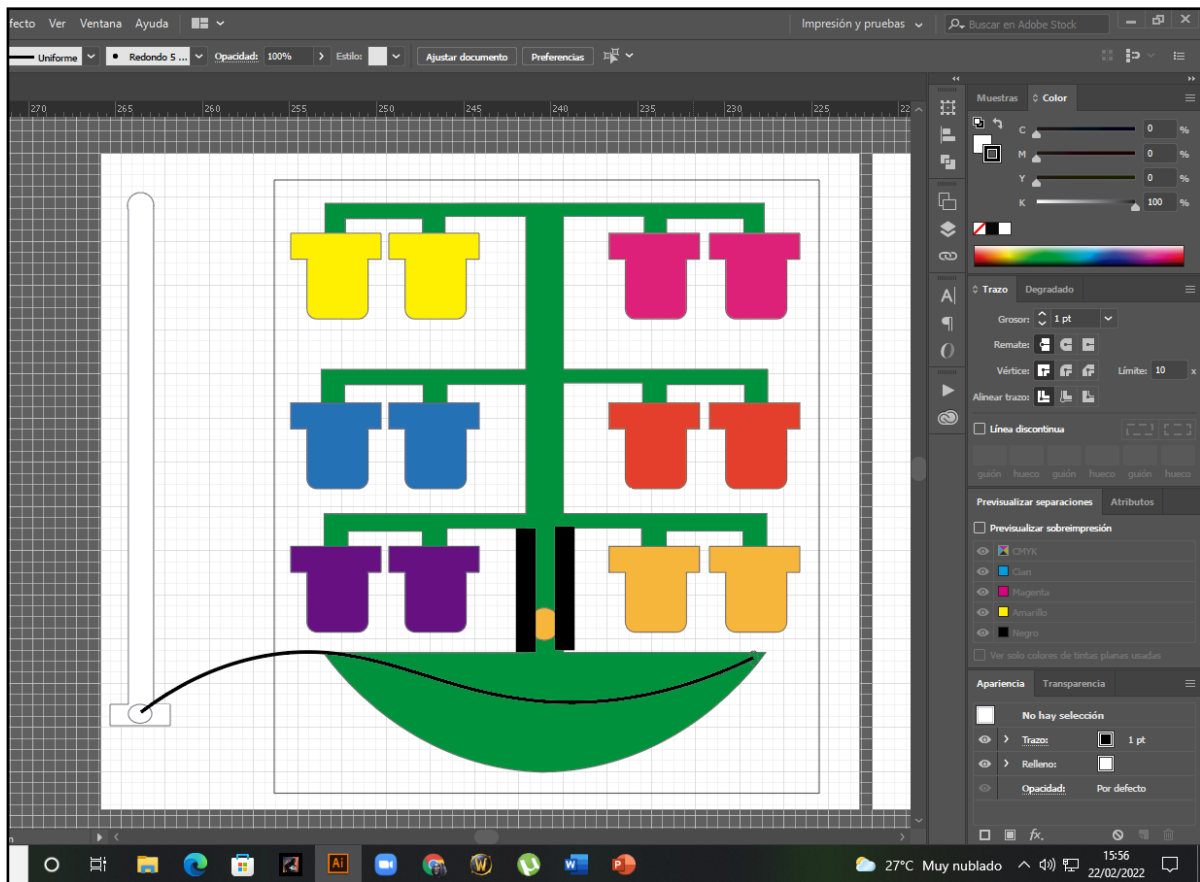 fecto Ver Ventana Ayuda
Impresión y pruebas
Buscar en Adobe Stock
Uniforme
Redondo 5 ...
Opacidad: 100%
Estilo:
Ajustar documento
Preferencias
270 265 260 255 250 245 240 235 230 225 22
Muestras Color
C 0 %
M 0 %
Y 0 %
K 100 %
Trazo Degradado
Grosor: 1 pt
Remate:
Vértice: Límite: 10 x
Alinear trazo:
Línea discontinua
guión hueco guión hueco guión hueco
Previsualizar separaciones Atributos
Previsualizar sobreimpresión
CMYK
Cian
Magenta
Amarillo
Negro
Ver solo colores de tintas planas usadas
Apariencia Transparencia
No hay selección
Trazo: 1 pt
Relleno:
Opacidad: Por defecto
fx.
Ai
W
P
27°C Muy nublado
15:56
22/02/2022